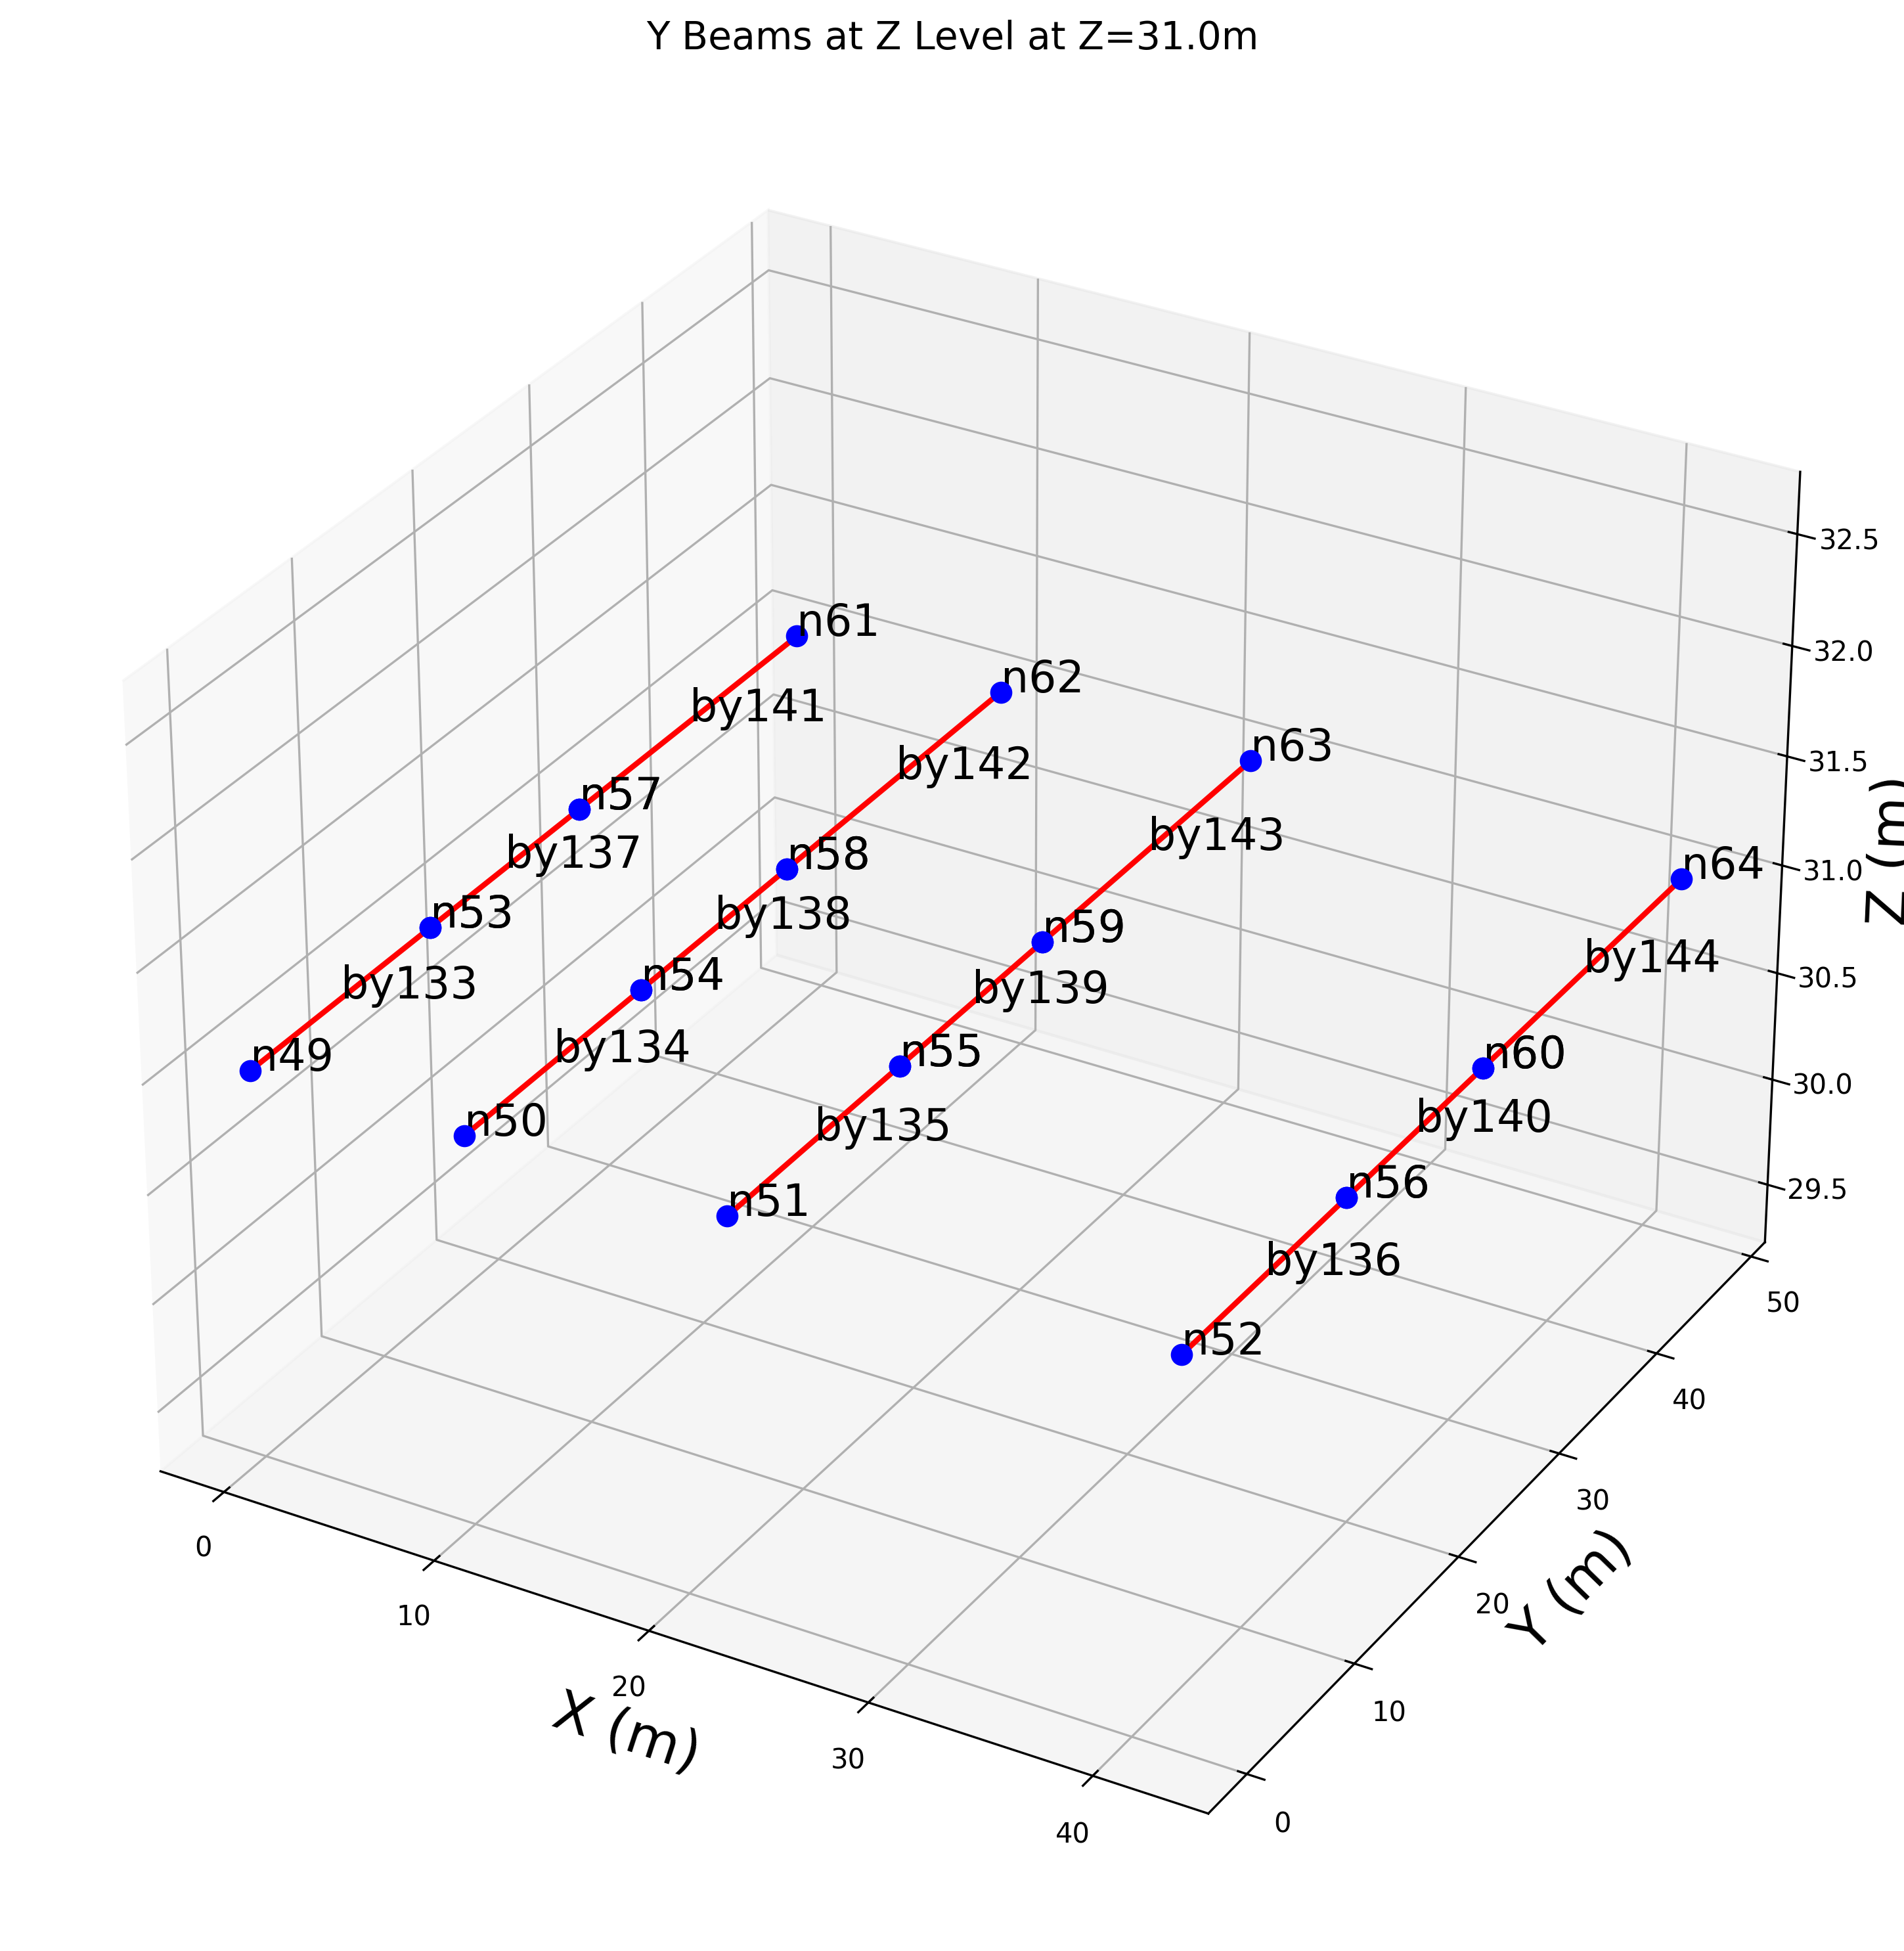 Y Beams at Z Level at Z=31.0m
n61
n62
by141
n63
by142
n57
by143
n58
by137
n64
n53
by138
n59
by144
n54
by133
by139
n49
by134
n55
n60
n50
by135
by140
n51
n56
by136
n52
32.5
32.0
31.5
31.0
30.5
30.0
29.5
Z (m)
50
40
30
20
10
0
Y (m)
0
10
20
30
40
X (m)